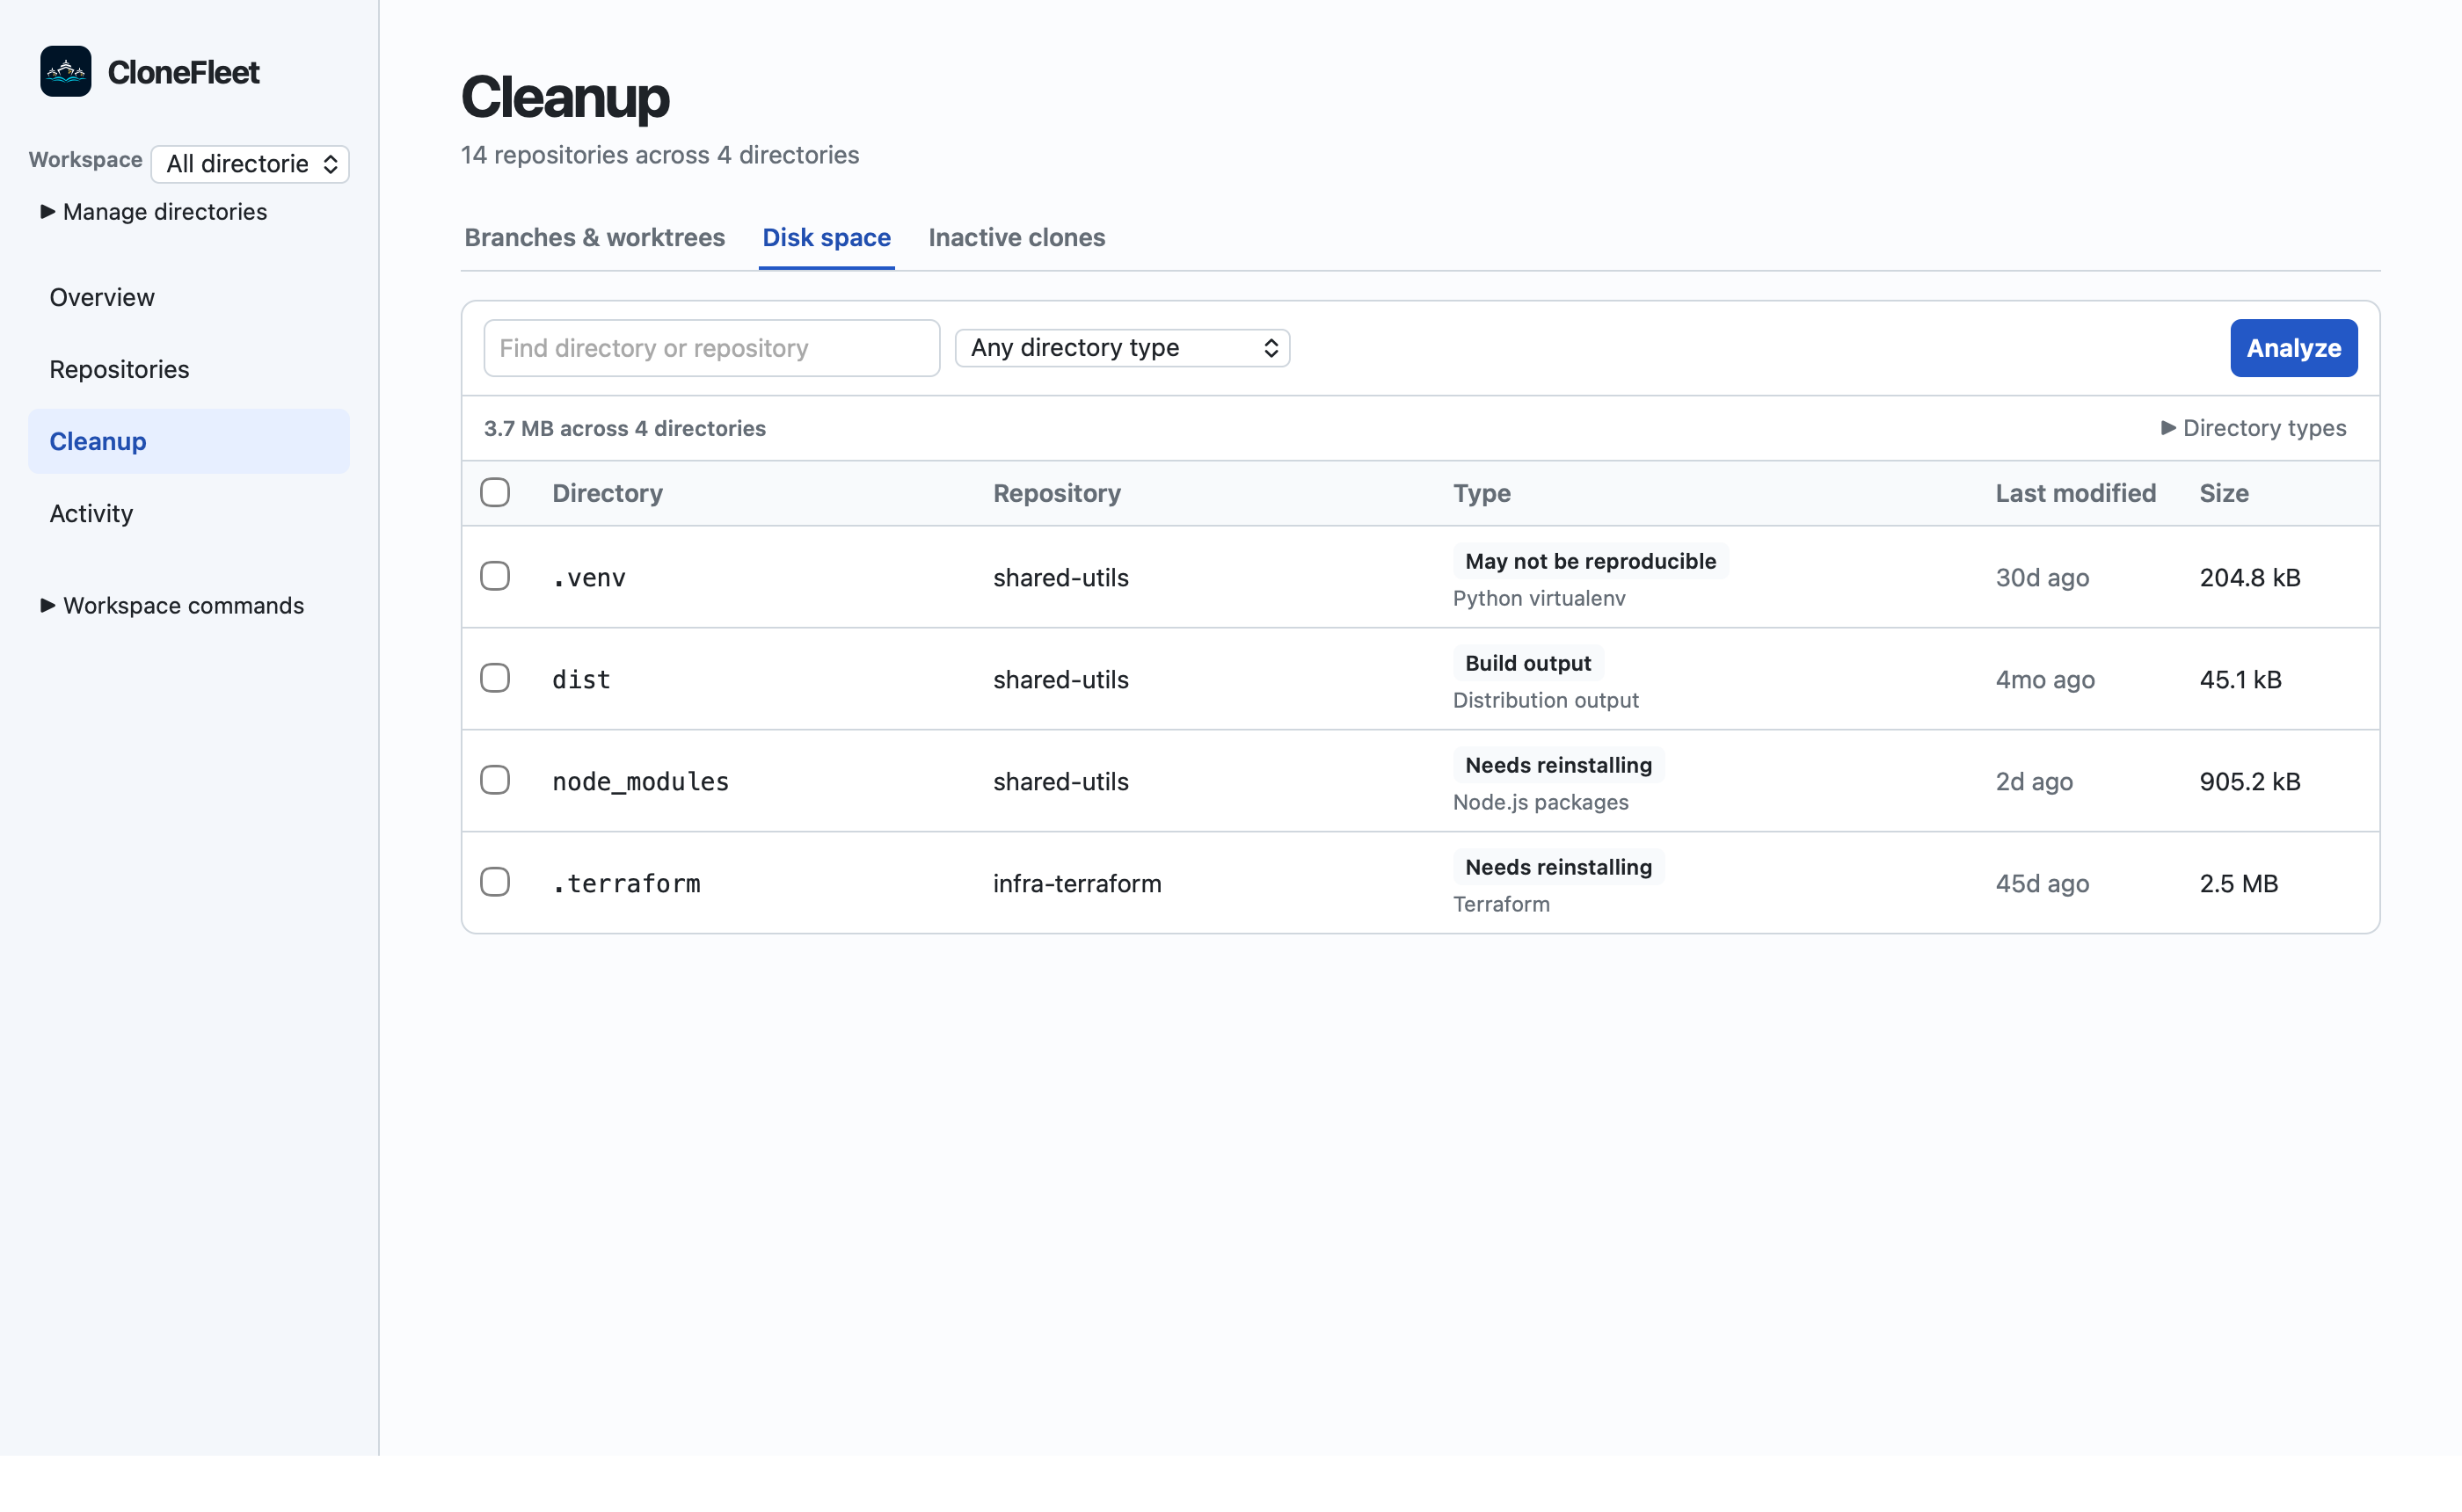 CloneFleet
Workspace All directorie
Manage directories
Overview
Repositories
Cleanup
Activity
Workspace commands
Cleanup
14 repositories across 4 directories
Branches & worktrees Disk space Inactive clones
Find directory or repository Any directory type Analyze
3.7 MB across 4 directories Directory types
Directory Repository Type Last modified Size
.venv shared-utils May not be reproducible 30d ago 204.8 kB
Python virtualenv
dist shared-utils Build output 4mo ago 45.1 kB
Distribution output
node_modules shared-utils Needs reinstalling 2d ago 905.2 kB
Node.js packages
.terraform infra-terraform Needs reinstalling 45d ago 2.5 MB
Terraform